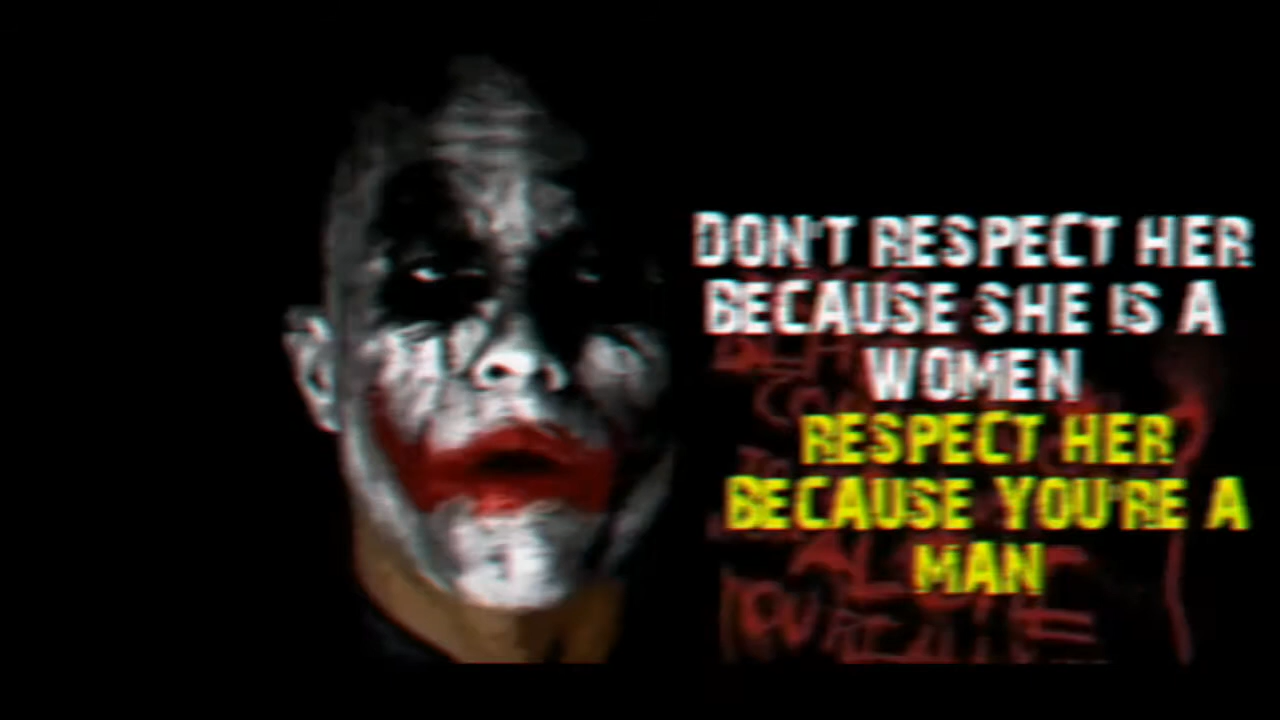 DON'T RESPECT HER
BECAUSE SHE IS A
WOMEN
RESPECT HER
BECAUSE YOU'RE A
MAN